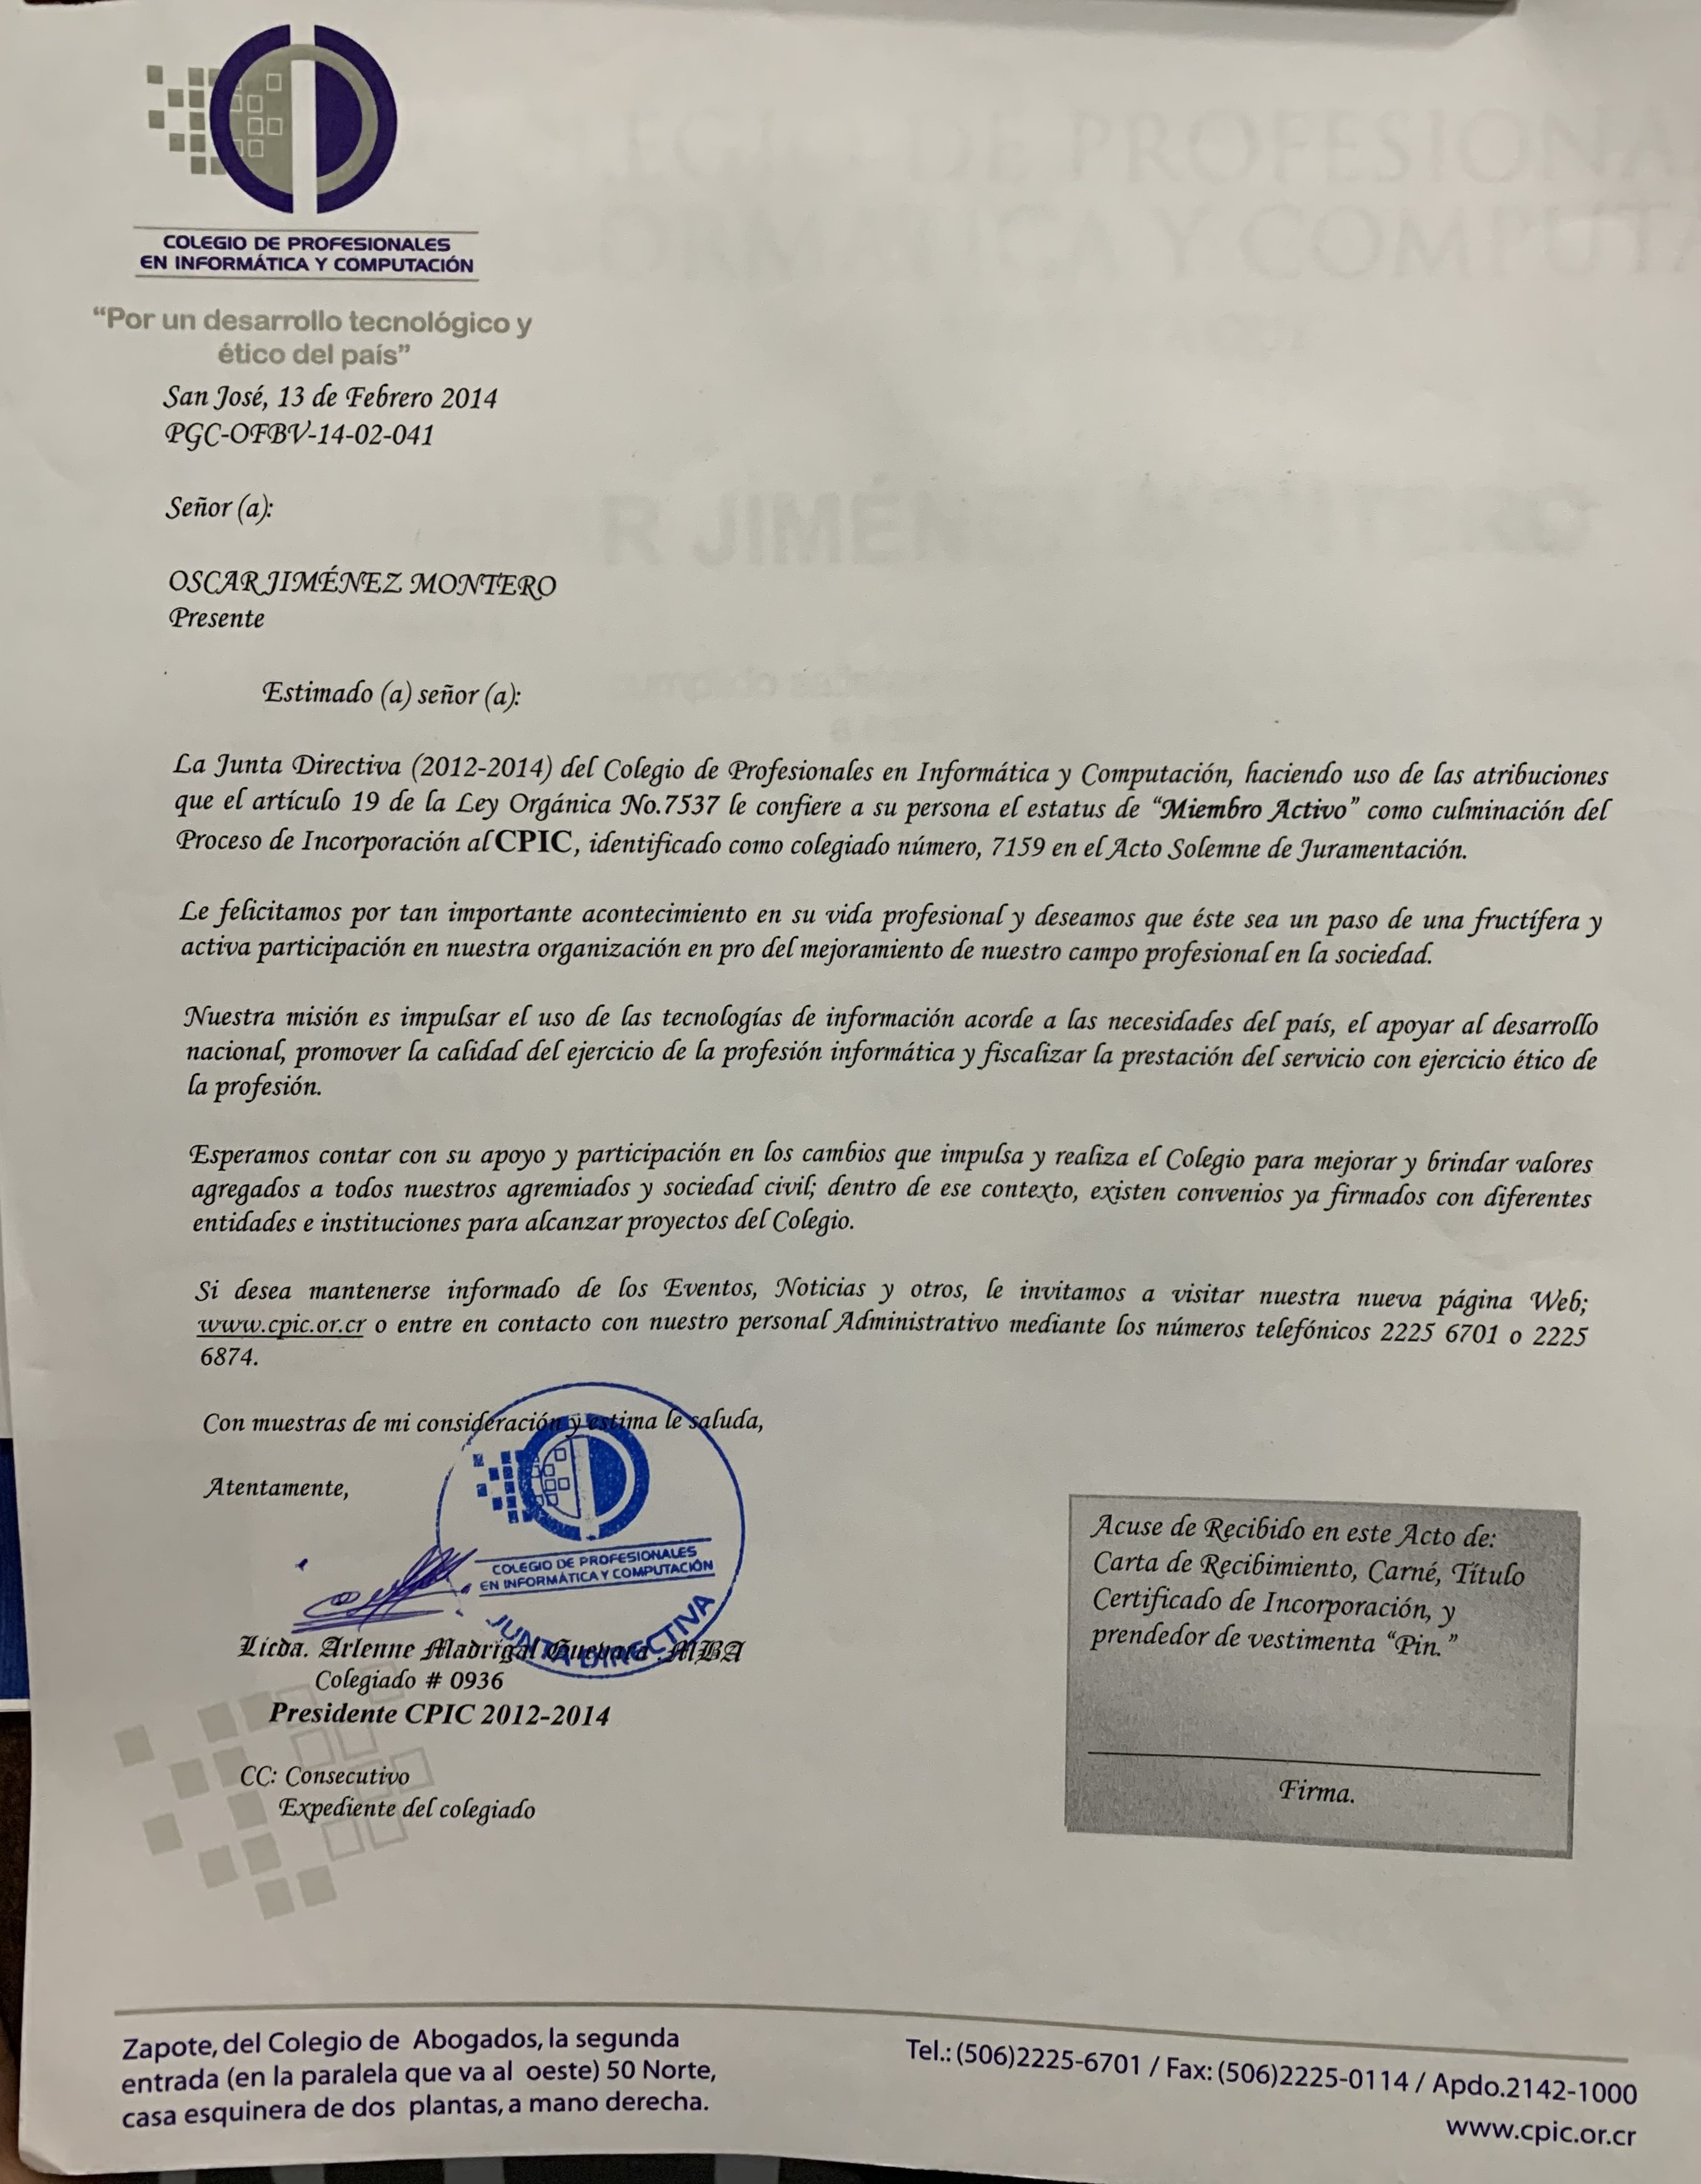 COLEGIO DE PROFESIONALES
EN INFORMÁTICA Y COMPUTACIÓN
“Por un desarrollo tecnológico y
ético del país”
San José, 13 de Febrero 2014
PGC-OFBV-14-02-041
Señor (a):
OSCAR JIMÉNEZ MONTERO
Presente
Estimado (a) señor (a):
La Junta Directiva (2012-2014) del Colegio de Profesionales en Informática y Computación, haciendo uso de las atribuciones
que el artículo 19 de la Ley Orgánica No.7537 le confiere a su persona el estatus de “Miembro Activo” como culminación del
Proceso de Incorporación al CPIC, identificado como colegiado número, 7159 en el Acto Solemne de Juramentación.
Le felicitamos por tan importante acontecimiento en su vida profesional y deseamos que éste sea un paso de una fructífera y
activa participación en nuestra organización en pro del mejoramiento de nuestro campo profesional en la sociedad.
Nuestra misión es impulsar el uso de las tecnologías de información acorde a las necesidades del país, el apoyar al desarrollo
nacional, promover la calidad del ejercicio de la profesión informática y fiscalizar la prestación del servicio con ejercicio ético de
la profesión.
Esperamos contar con su apoyo y participación en los cambios que impulsa y realiza el Colegio para mejorar y brindar valores
agregados a todos nuestros agremiados y sociedad civil; dentro de ese contexto, existen convenios ya firmados con diferentes
entidades e instituciones para alcanzar proyectos del Colegio.
Si desea mantenerse informado de los Eventos, Noticias y otros, le invitamos a visitar nuestra nueva página Web;
www.cpic.or.cr o entre en contacto con nuestro personal Administrativo mediante los números telefónicos 2225 6701 o 2225
6874.
Con muestras de mi consideración y estima le saluda,
Atentamente,
COLEGIO DE PROFESIONALES
EN INFORMÁTICA Y COMPUTACIÓN
JUNTA DIRECTIVA
Licda. Arlenne Madrigal Guevara .MBA
Colegiado # 0936
Presidente CPIC 2012-2014
CC: Consecutivo
Expediente del colegiado
Acuse de Recibido en este Acto de:
Carta de Recibimiento, Carné, Título
Certificado de Incorporación, y
prendedor de vestimenta “Pin.”
Firma.
Zapote, del Colegio de Abogados, la segunda
entrada (en la paralela que va al oeste) 50 Norte,
casa esquinera de dos plantas, a mano derecha.
Tel.: (506)2225-6701 / Fax: (506)2225-0114 / Apdo.2142-1000
www.cpic.or.cr